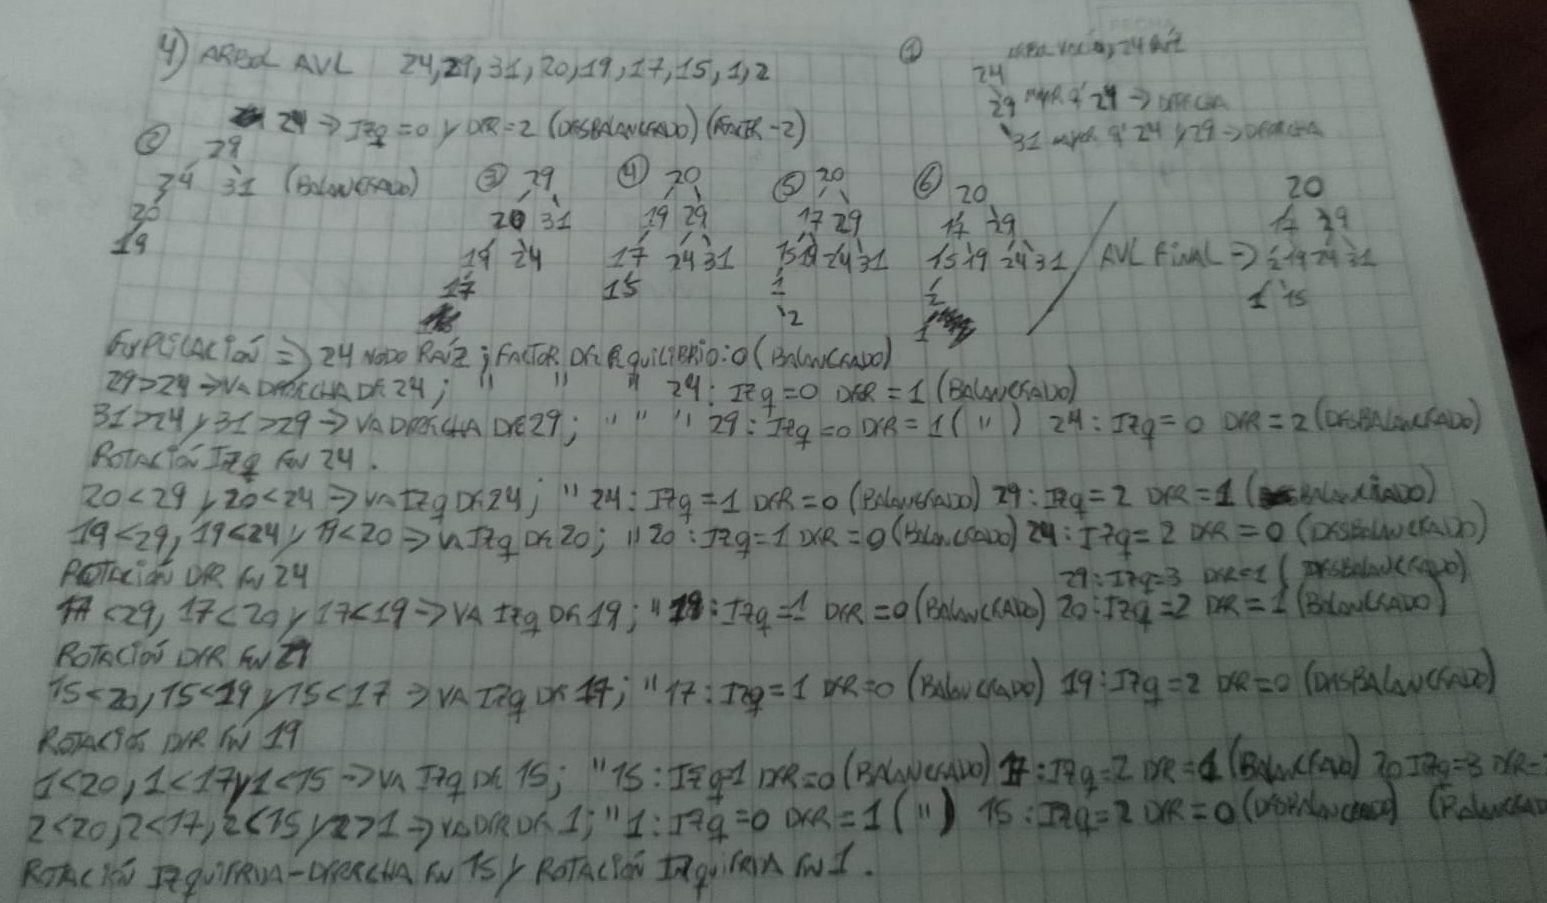 4) ARBOL AVL 24, 29, 31, 20, 19, 17, 15, 1, 2
① ARBOL VACIO, 24 RAIZ
24
29 MAYOR Q' 24 → DERECHA
31 MAYOR Q' 24 y 29 → DERECHA
24 ⇒ IZq = 0 y DER = 2 (DESBALANCEADO) (FACTOR -2)
② 29
24 31 (BALANCEADO)
20
19
③ 29
20 31
19 24
17
④ 20
19 29
17 24 31
15
⑤ 20
17 29
15 19 24 31
1
2
⑥ 20
17 29
15 19 24 31
2
1
AVL FINAL ⇒
20
17 29
2 19 24 31
1 15
EXPLICACIÓN ⇒ 24 NODO RAÍZ; FACTOR DE EQUILIBRIO: 0 (BALANCEADO)
29>24 → VA DERECHA DE 24; " " " 24: IZq = 0 DER = 1 (BALANCEADO)
31>24 y 31>29 → VA DERECHA DE 29; " " " 29: IZq = 0 DER = 1 (") 24: IZq = 0 DER = 2 (DESBALANCEADO)
ROTACIÓN IZq EN 24.
20<29 y 20<24 ⇒ VA IZq DE 24; " 24: IZq = 1 DER = 0 (BALANCEADO) 29: IZq = 2 DER = 1 (BALANCEADO)
19<29, 19<24 y 19<20 ⇒ VA IZq DE 20; " 20: IZq = 1 DER = 0 (BALANCEADO) 24: IZq = 2 DER = 0 (DESBALANCEADO)
29: IZq = 3 DER = 1 (DESBALANCEADO)
ROTACIÓN DER EN 24
17<29, 17<20 y 17<19 → VA IZq DE 19; " 19: IZq = 1 DER = 0 (BALANCEADO) 20: IZq = 2 DER = 1 (BALANCEADO)
ROTACIÓN DER EN 29
15<20, 15<19 y 15<17 ⇒ VA IZq DE 17; " 17: IZq = 1 DER = 0 (BALANCEADO) 19: IZq = 2 DER = 0 (DESBALANCEADO)
ROTACIÓN DER EN 19
1<20, 1<17 y 1<15 → VA IZq DE 15; " 15: IZq 1 DER = 0 (BALANCEADO) 17: IZq = 2 DER = 1 (BALANCEADO) 20 IZq = 3 DER =
2<20, 2<17, 2<15 y 2>1 → VA DER DE 1; " 1: IZq = 0 DER = 1 (") 15: IZq = 2 DER = 0 (DESBALANCEADO) (BALANCEADO
ROTACIÓN IZQUIERDA-DERECHA EN 15 y ROTACIÓN IZQUIERDA EN 1.